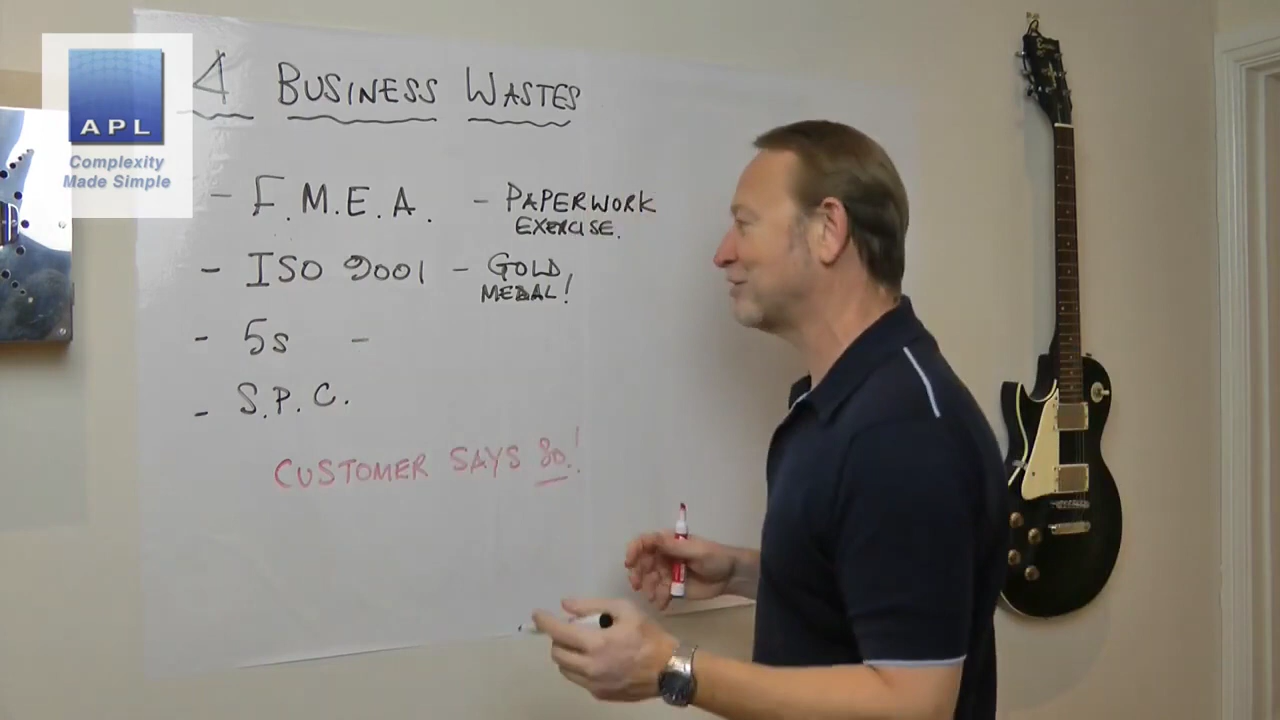 APL
Complexity
Made Simple
4 BUSINESS WASTES
- F.M.E.A. - PAPERWORK
EXERCISE.
- ISO 9001 - GOLD
MEDAL!
- 5s -
- S.P.C.
CUSTOMER SAYS SO!